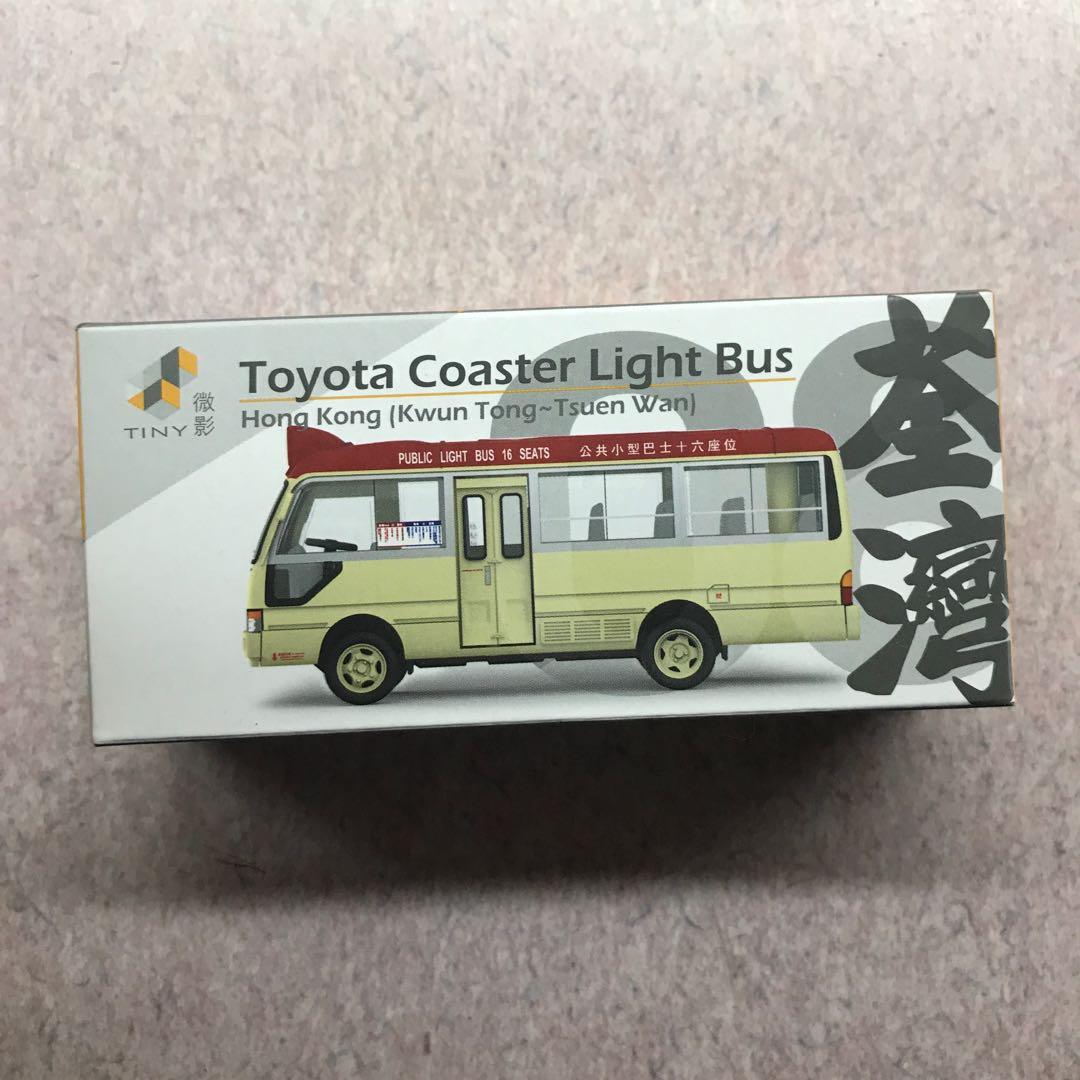 Toyota Coaster Light Bus
Hong Kong (Kwun Tong~Tsuen Wan)
TINY 微影
PUBLIC LIGHT BUS 16 SEATS 公共小型巴士十六座位
荃灣